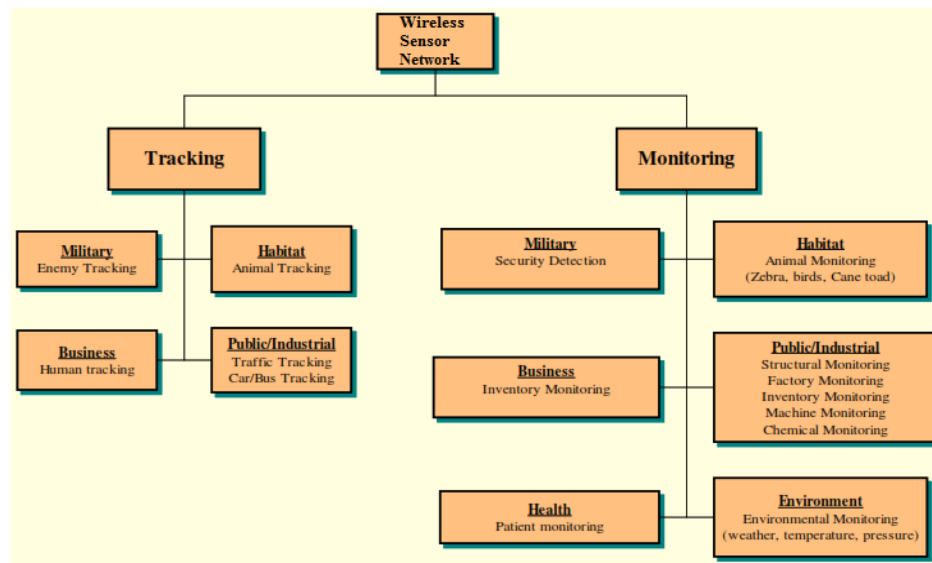 Wireless
Sensor
Network
Tracking
Monitoring
Military
Enemy Tracking
Habitat
Animal Tracking
Business
Human tracking
Public/Industrial
Traffic Tracking
Car/Bus Tracking
Military
Security Detection
Habitat
Animal Monitoring
(Zebra, birds, Cane toad)
Business
Inventory Monitoring
Public/Industrial
Structural Monitoring
Factory Monitoring
Inventory Monitoring
Machine Monitoring
Chemical Monitoring
Health
Patient monitoring
Environment
Environmental Monitoring
(weather, temperature, pressure)